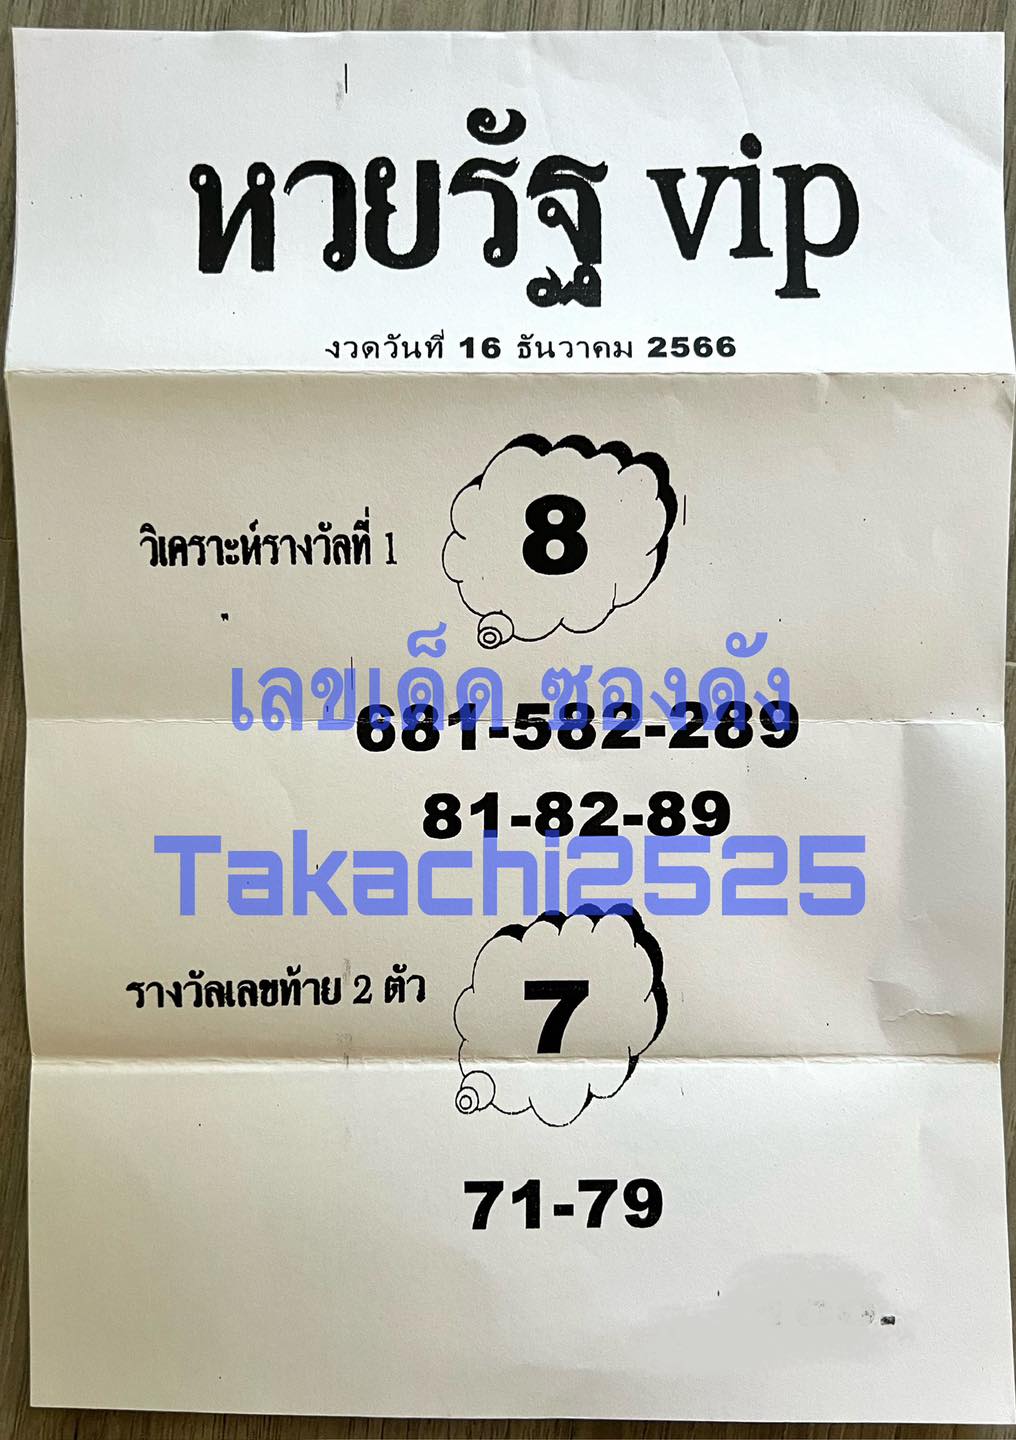 หวยรัฐ vip
งวดวันที่ 16 ธันวาคม 2566
วิเคราะห์รางวัลที่ 1
8
เลขเด็ด ซองดัง
681-582-289
81-82-89
Takachi2525
รางวัลเลขท้าย 2 ตัว
7
71-79